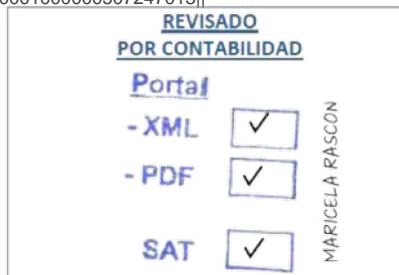 REVISADO
POR CONTABILIDAD
Portal
- XML ✓
- PDF ✓
SAT ✓
MARICELA RASCON